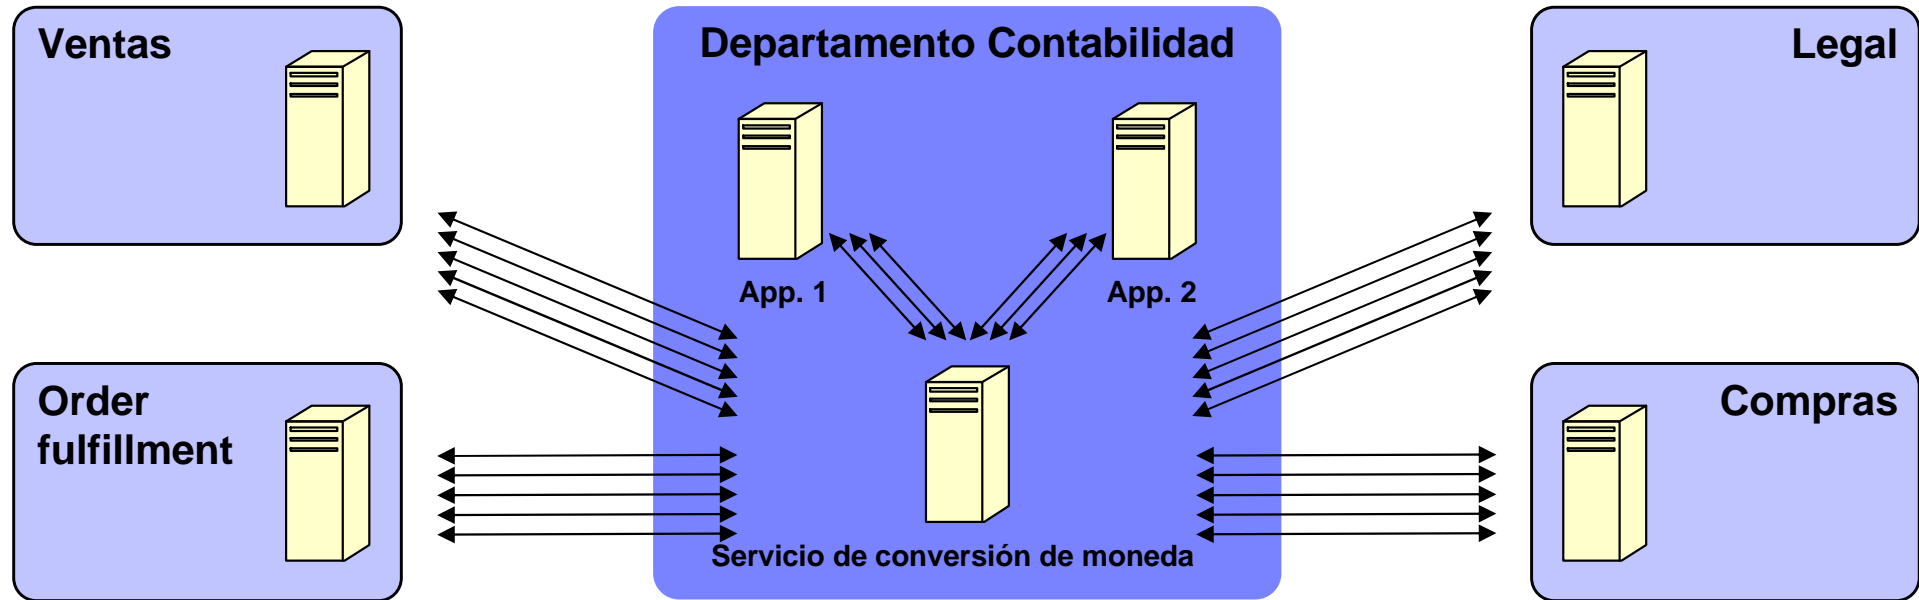 Ventas
Departamento Contabilidad
Legal
App. 1
App. 2
Order
fulfillment
Compras
Servicio de conversión de moneda